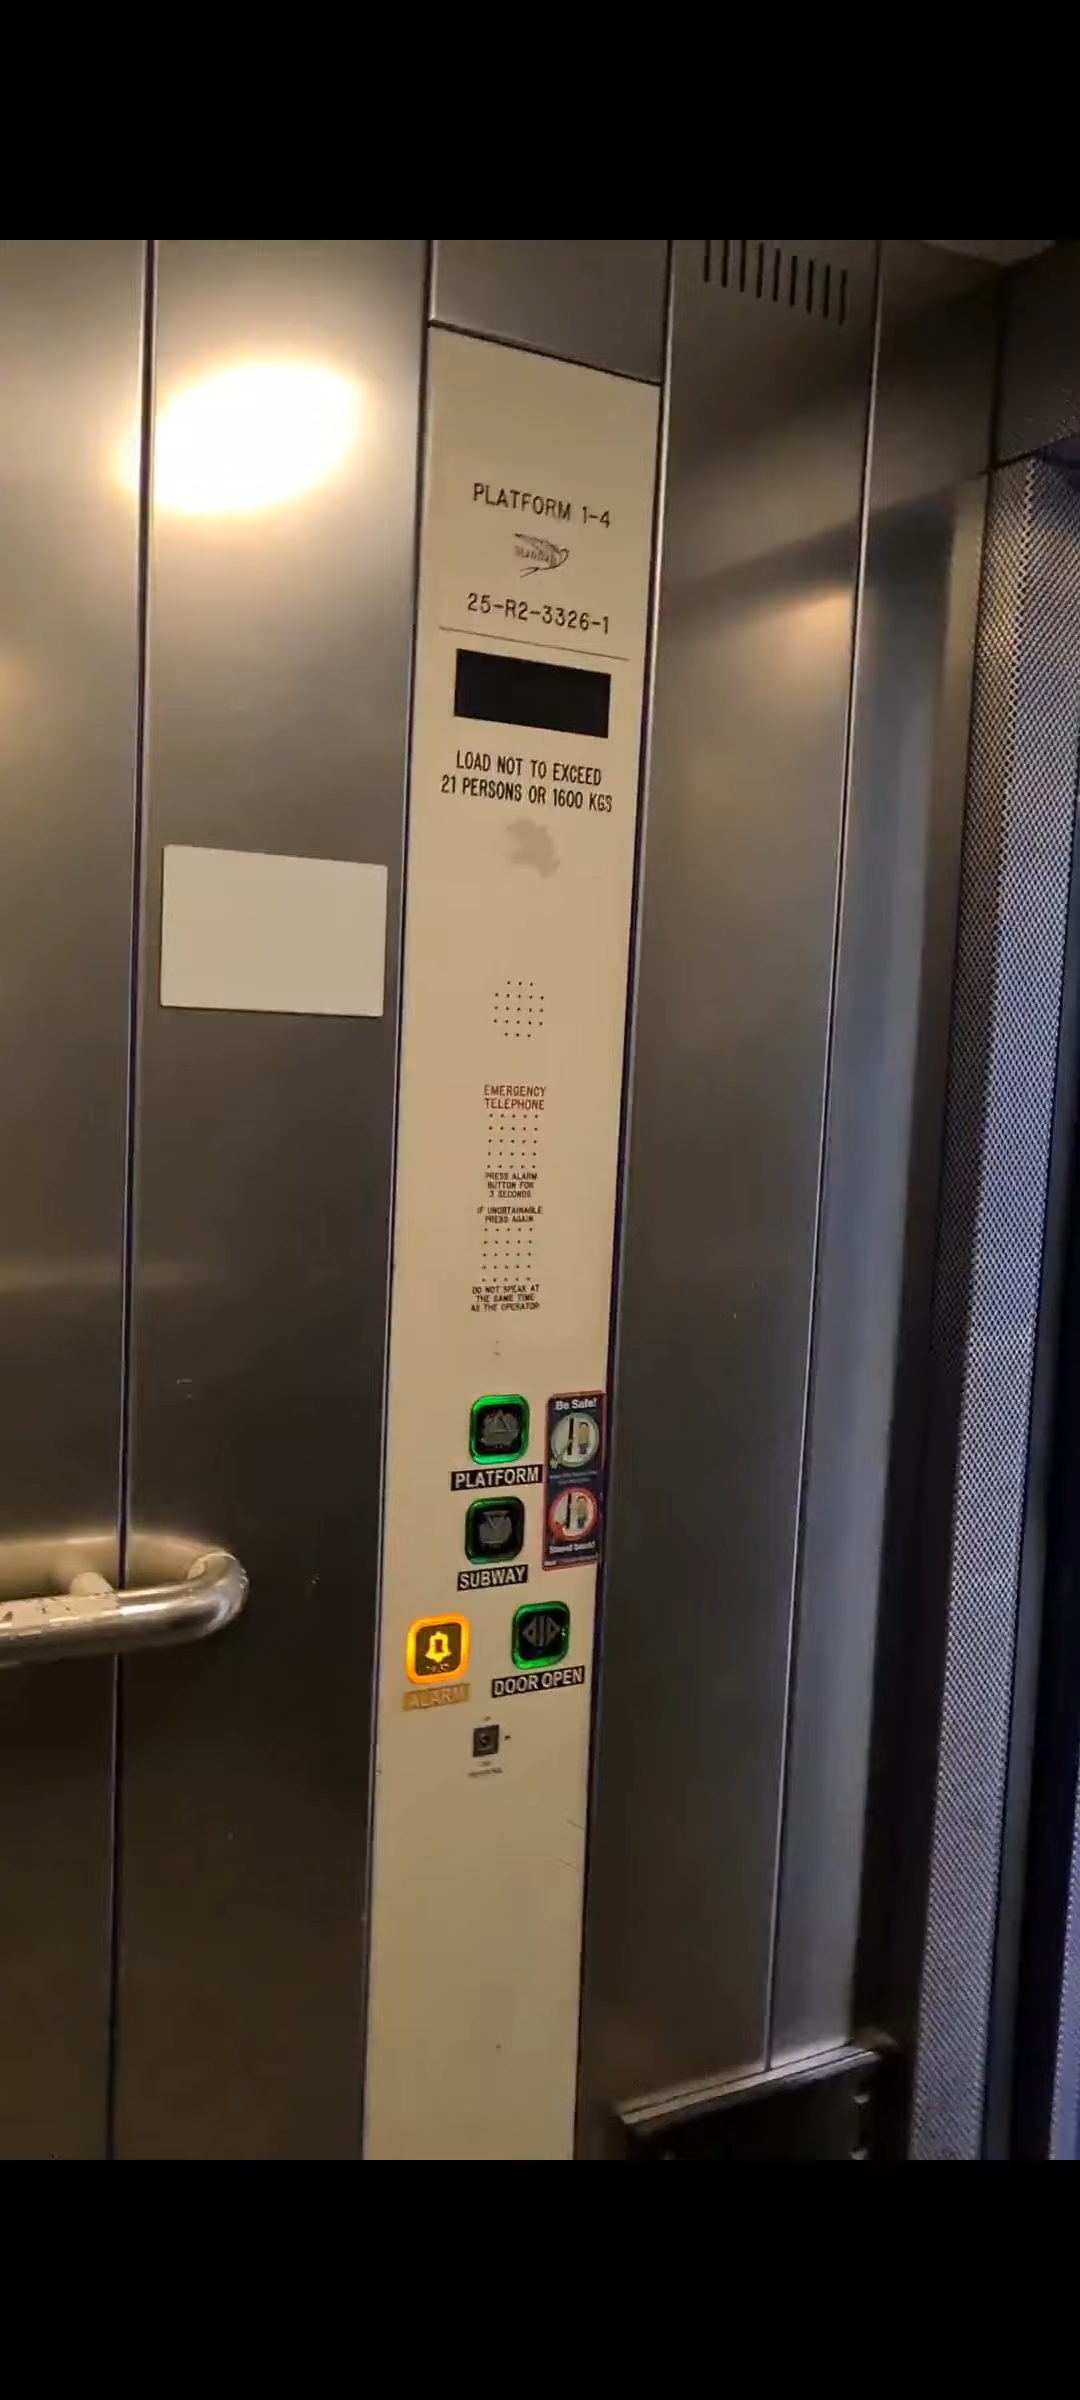 PLATFORM 1-4
25-R2-3326-1
LOAD NOT TO EXCEED
21 PERSONS OR 1600 KGS
EMERGENCY
TELEPHONE
PRESS ALARM
BUTTON FOR
3 SECONDS
IF UNOBTAINABLE
PRESS AGAIN
DO NOT SPEAK AT
THE SAME TIME
AS THE OPERATOR
Be Safe!
PLATFORM
Stand back!
SUBWAY
ALARM
DOOR OPEN